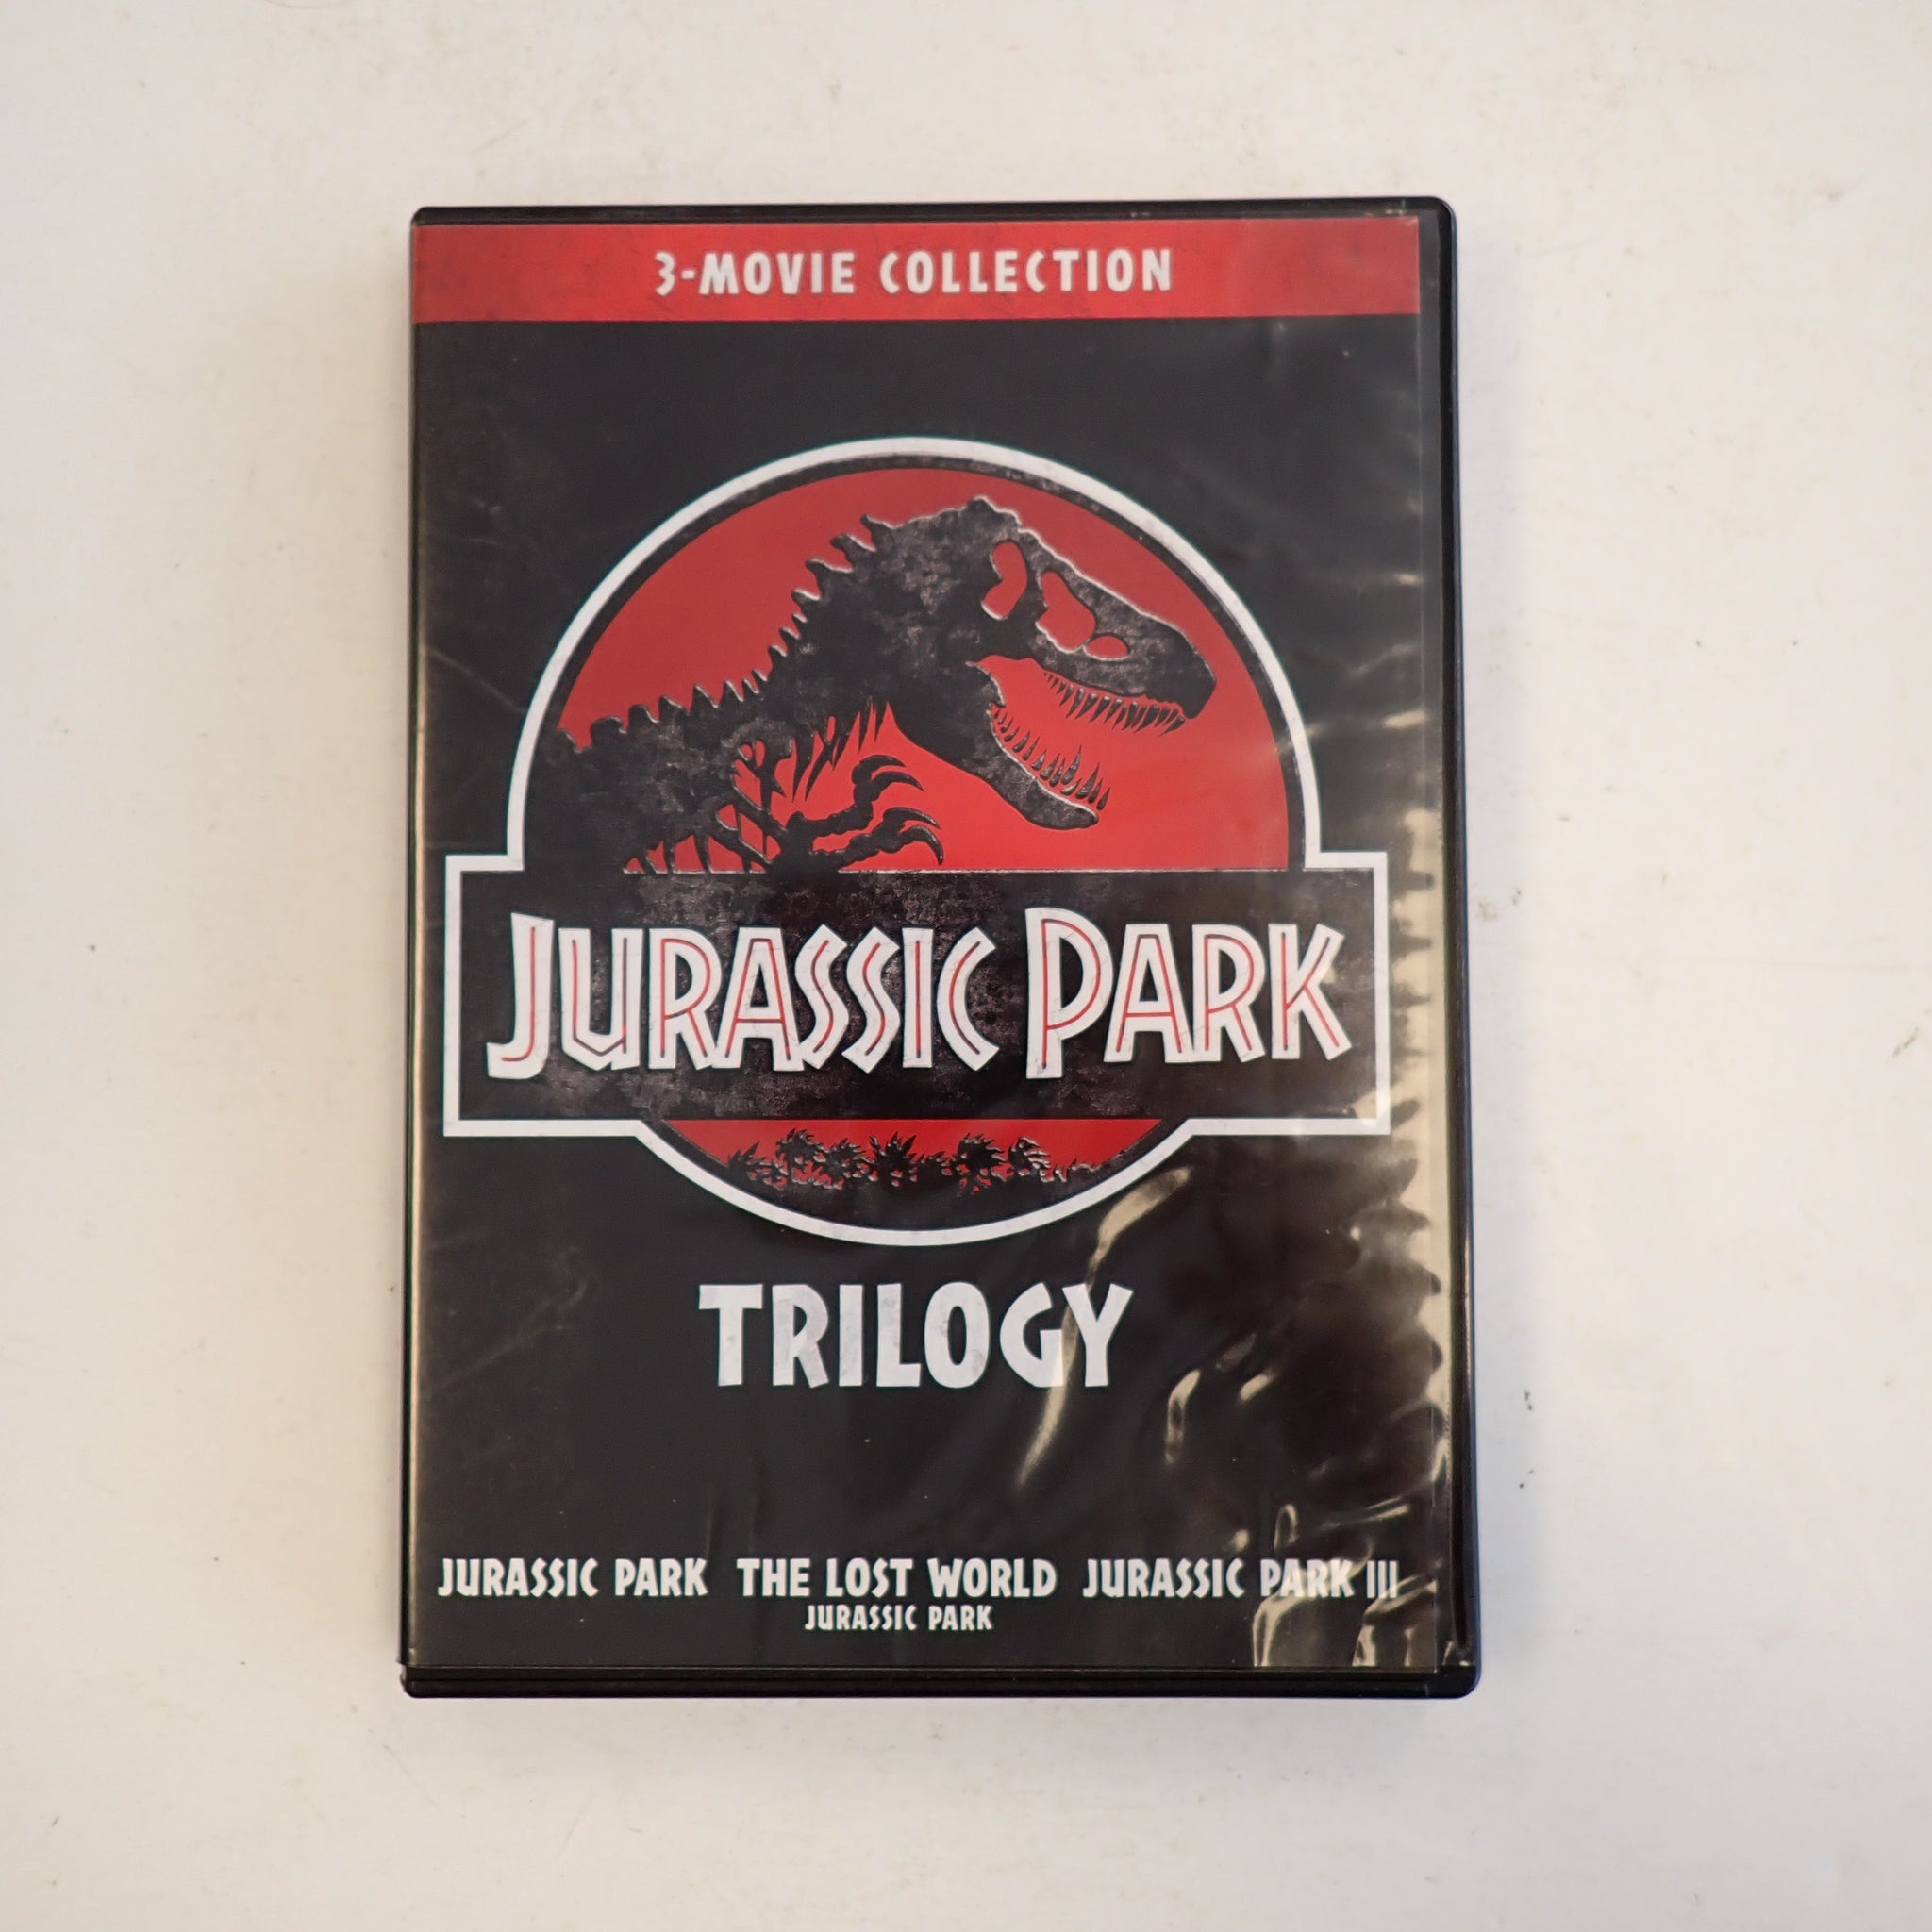 3-MOVIE COLLECTION
JURASSIC PARK
TRILOGY
JURASSIC PARK THE LOST WORLD JURASSIC PARK III
JURASSIC PARK